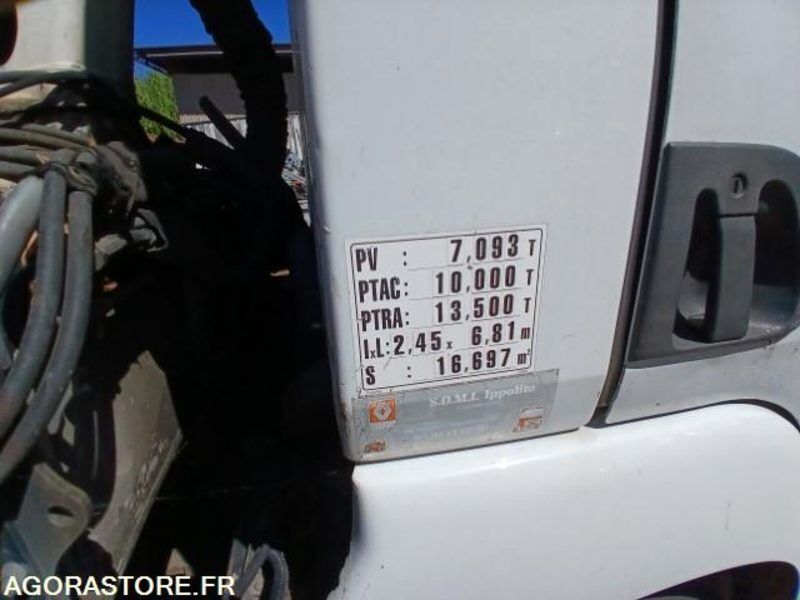 PV : 7,093 T
PTAC: 10,000 T
PTRA: 13,500 T
IxL: 2,45 x 6,81 m
S : 16,697 m²
S.O.M.I. Ippolito
AGORASTORE.FR